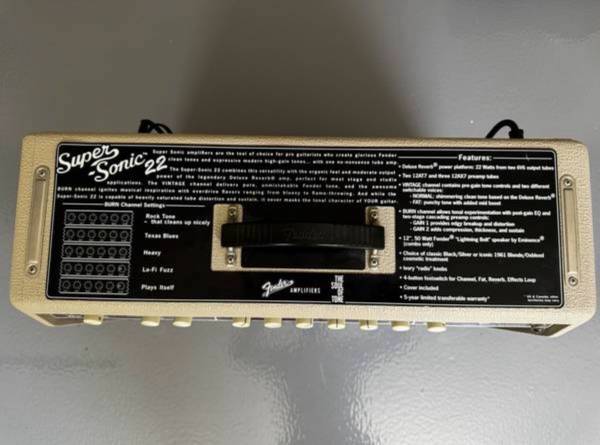 Super-Sonic™ 22
Super Sonic amplifiers are the tool of choice for pro guitarists who create glorious Fender
clean tones and expressive modern high-gain tones... with one no-nonsense tube amp
The Super-Sonic 22 combines this versatility with the organic feel and moderate output
power of the legendary Deluxe Reverb® amp, perfect for most stage and studio
applications. The VINTAGE channel delivers pure, unmistakable Fender tone, and the awesome
BURN channel ignites musical inspiration with overdrive flavors ranging from bluesy to flame-throwing. And while the
Super-Sonic 22 is capable of heavily saturated tube distortion and sustain, it never masks the tonal character of YOUR guitar.
BURN Channel Settings
Rock Tone
- that cleans up nicely
Texas Blues
Heavy
Lo-Fi Fuzz
Plays Itself
Fender
Fender
AMPLIFIERS
THE
SOUL
OF
TONE
Features:
• Deluxe Reverb® power platform: 22 Watts from two 6V6 output tubes
• Two 12AT7 and three 12AX7 preamp tubes
• VINTAGE channel contains pre-gain tone controls and two different
switchable voices:
- NORMAL: shimmering clean tone based on the Deluxe Reverb®
- FAT: punchy tone with added mid boost
• BURN channel allows tonal experimentation with post-gain EQ and
two-stage cascading preamp controls:
- GAIN 1 provides edgy breakup and distortion
- GAIN 2 adds compression, thickness, and sustain
• 12", 50 Watt Fender® "Lightning Bolt" speaker by Eminence®
(combo only)
• Choice of classic Black/Silver or iconic 1961 Blonde/Oxblood
cosmetic treatment
• Ivory "radio" knobs
• 4-button footswitch for Channel, Fat, Reverb, Effects Loop
• Cover included
• 5-year limited transferable warranty*